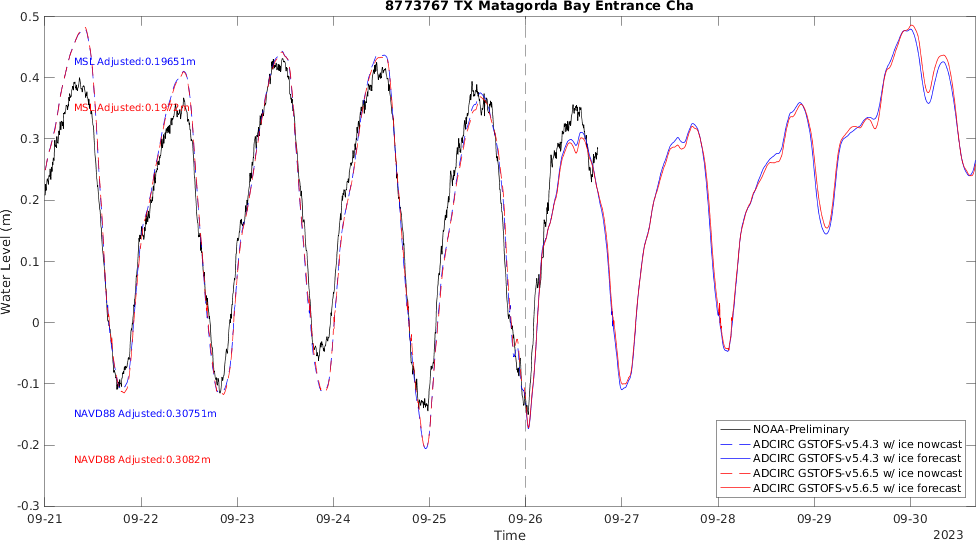 8773767 TX Matagorda Bay Entrance Cha
0.5
0.4
0.3
0.2
0.1
0
-0.1
-0.2
-0.3
Water Level (m)
MSL Adjusted:0.19651m
MSL Adjusted:0.1972m
NAVD88 Adjusted:0.30751m
NAVD88 Adjusted:0.3082m
NOAA-Preliminary
ADCIRC GSTOFS-v5.4.3 w/ ice nowcast
ADCIRC GSTOFS-v5.4.3 w/ ice forecast
ADCIRC GSTOFS-v5.6.5 w/ ice nowcast
ADCIRC GSTOFS-v5.6.5 w/ ice forecast
09-21 09-22 09-23 09-24 09-25 09-26 09-27 09-28 09-29 09-30
Time
2023